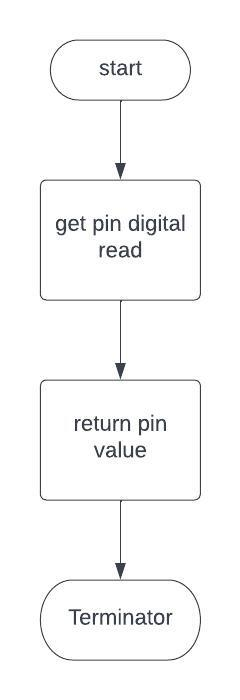 start
get pin digital
read
return pin
value
Terminator